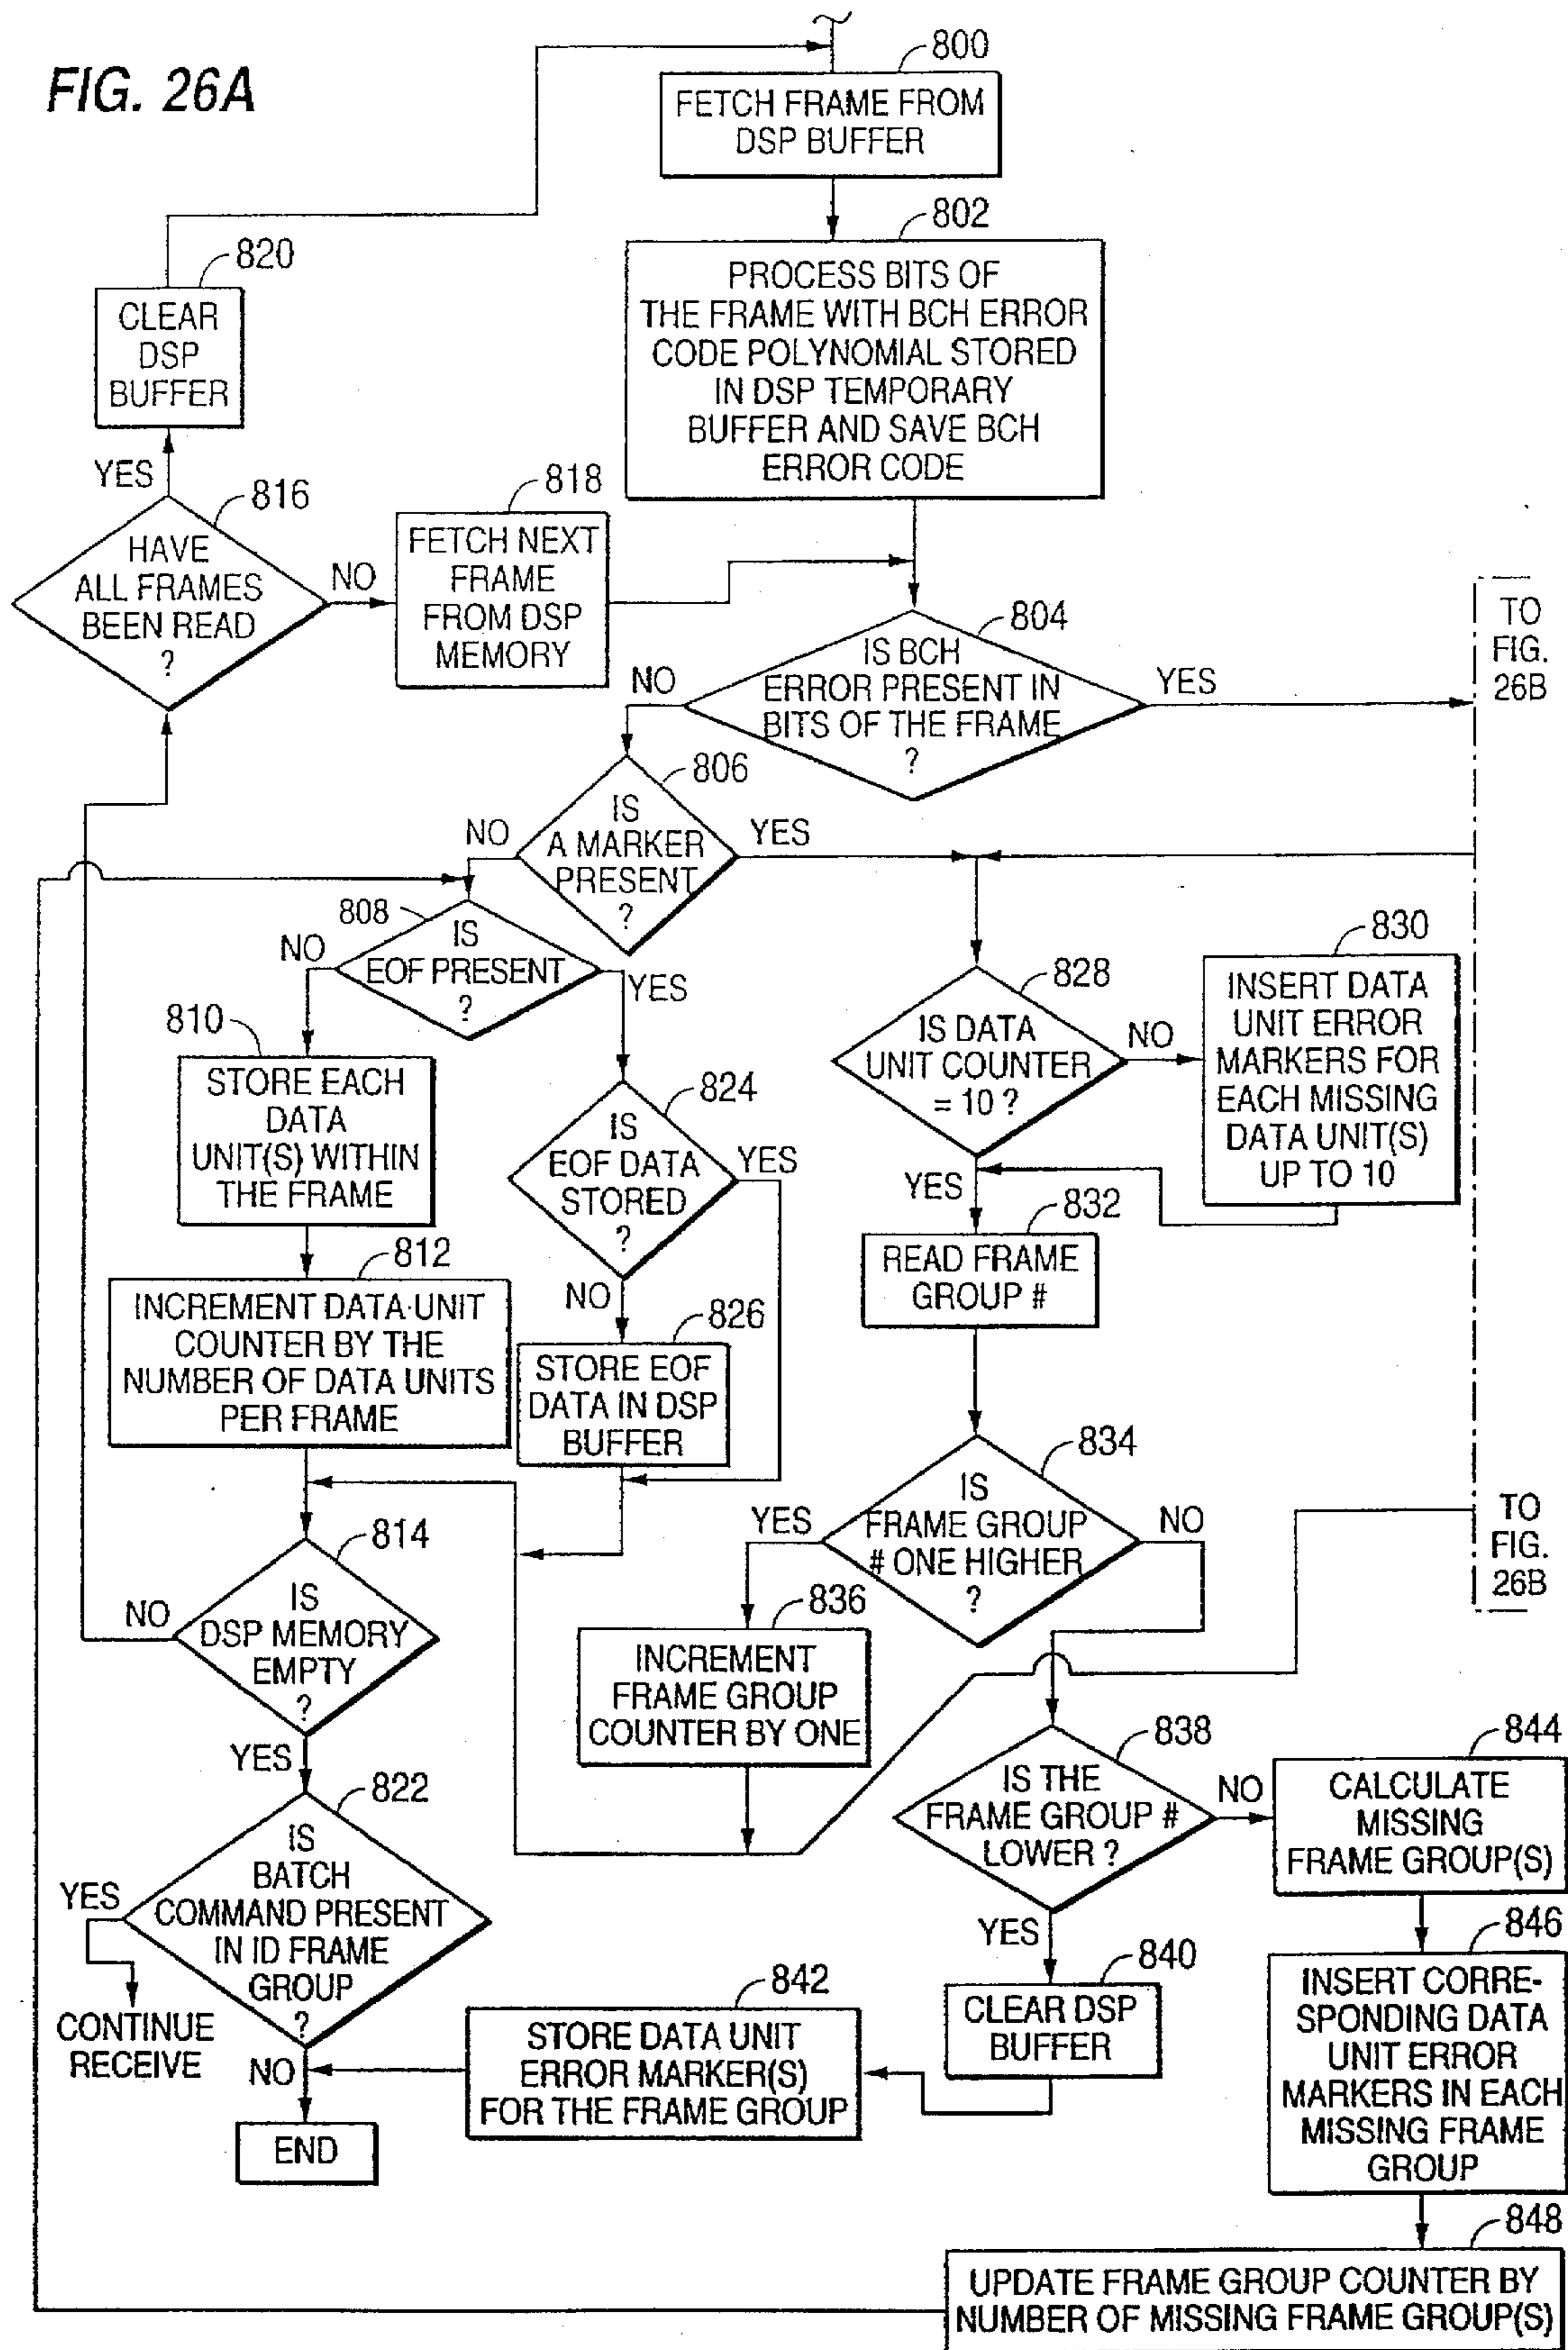 FIG. 26A
800
FETCH FRAME FROM
DSP BUFFER
802
PROCESS BITS OF
THE FRAME WITH BCH ERROR
CODE POLYNOMIAL STORED
IN DSP TEMPORARY
BUFFER AND SAVE BCH
ERROR CODE
820
CLEAR
DSP
BUFFER
YES
816
HAVE
ALL FRAMES
BEEN READ
?
NO
818
FETCH NEXT
FRAME
FROM DSP
MEMORY
804
IS BCH
ERROR PRESENT IN
BITS OF THE FRAME
?
NO
YES
TO
FIG.
26B
806
IS
A MARKER
PRESENT
?
NO
YES
808
IS
EOF PRESENT
?
NO
YES
810
STORE EACH
DATA
UNIT(S) WITHIN
THE FRAME
812
INCREMENT DATA UNIT
COUNTER BY THE
NUMBER OF DATA UNITS
PER FRAME
824
IS
EOF DATA
STORED
?
YES
NO
826
STORE EOF
DATA IN DSP
BUFFER
828
IS DATA
UNIT COUNTER
= 10 ?
NO
YES
830
INSERT DATA
UNIT ERROR
MARKERS FOR
EACH MISSING
DATA UNIT(S)
UP TO 10
832
READ FRAME
GROUP #
834
IS
FRAME GROUP
# ONE HIGHER
?
YES
NO
TO
FIG.
26B
814
IS
DSP MEMORY
EMPTY
?
NO
YES
836
INCREMENT
FRAME GROUP
COUNTER BY ONE
838
IS THE
FRAME GROUP #
LOWER ?
NO
YES
844
CALCULATE
MISSING
FRAME GROUP(S)
822
IS
BATCH
COMMAND PRESENT
IN ID FRAME
GROUP
?
YES
CONTINUE
RECEIVE
NO
END
840
CLEAR DSP
BUFFER
842
STORE DATA UNIT
ERROR MARKER(S)
FOR THE FRAME GROUP
846
INSERT CORRE-
SPONDING DATA
UNIT ERROR
MARKERS IN EACH
MISSING FRAME
GROUP
848
UPDATE FRAME GROUP COUNTER BY
NUMBER OF MISSING FRAME GROUP(S)